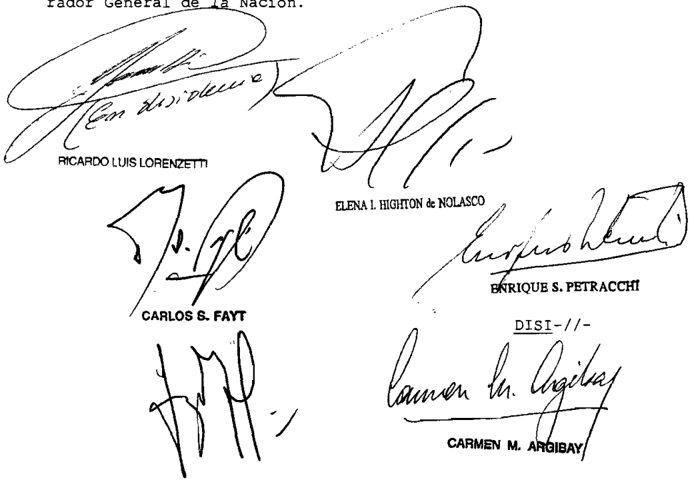 rador General de la Nación.
(En disidencia)
RICARDO LUIS LORENZETTI
ELENA I. HIGHTON de NOLASCO
CARLOS S. FAYT
ENRIQUE S. PETRACCHI
DISI-//-
Carmen M. Argibay
CARMEN M. ARGIBAY